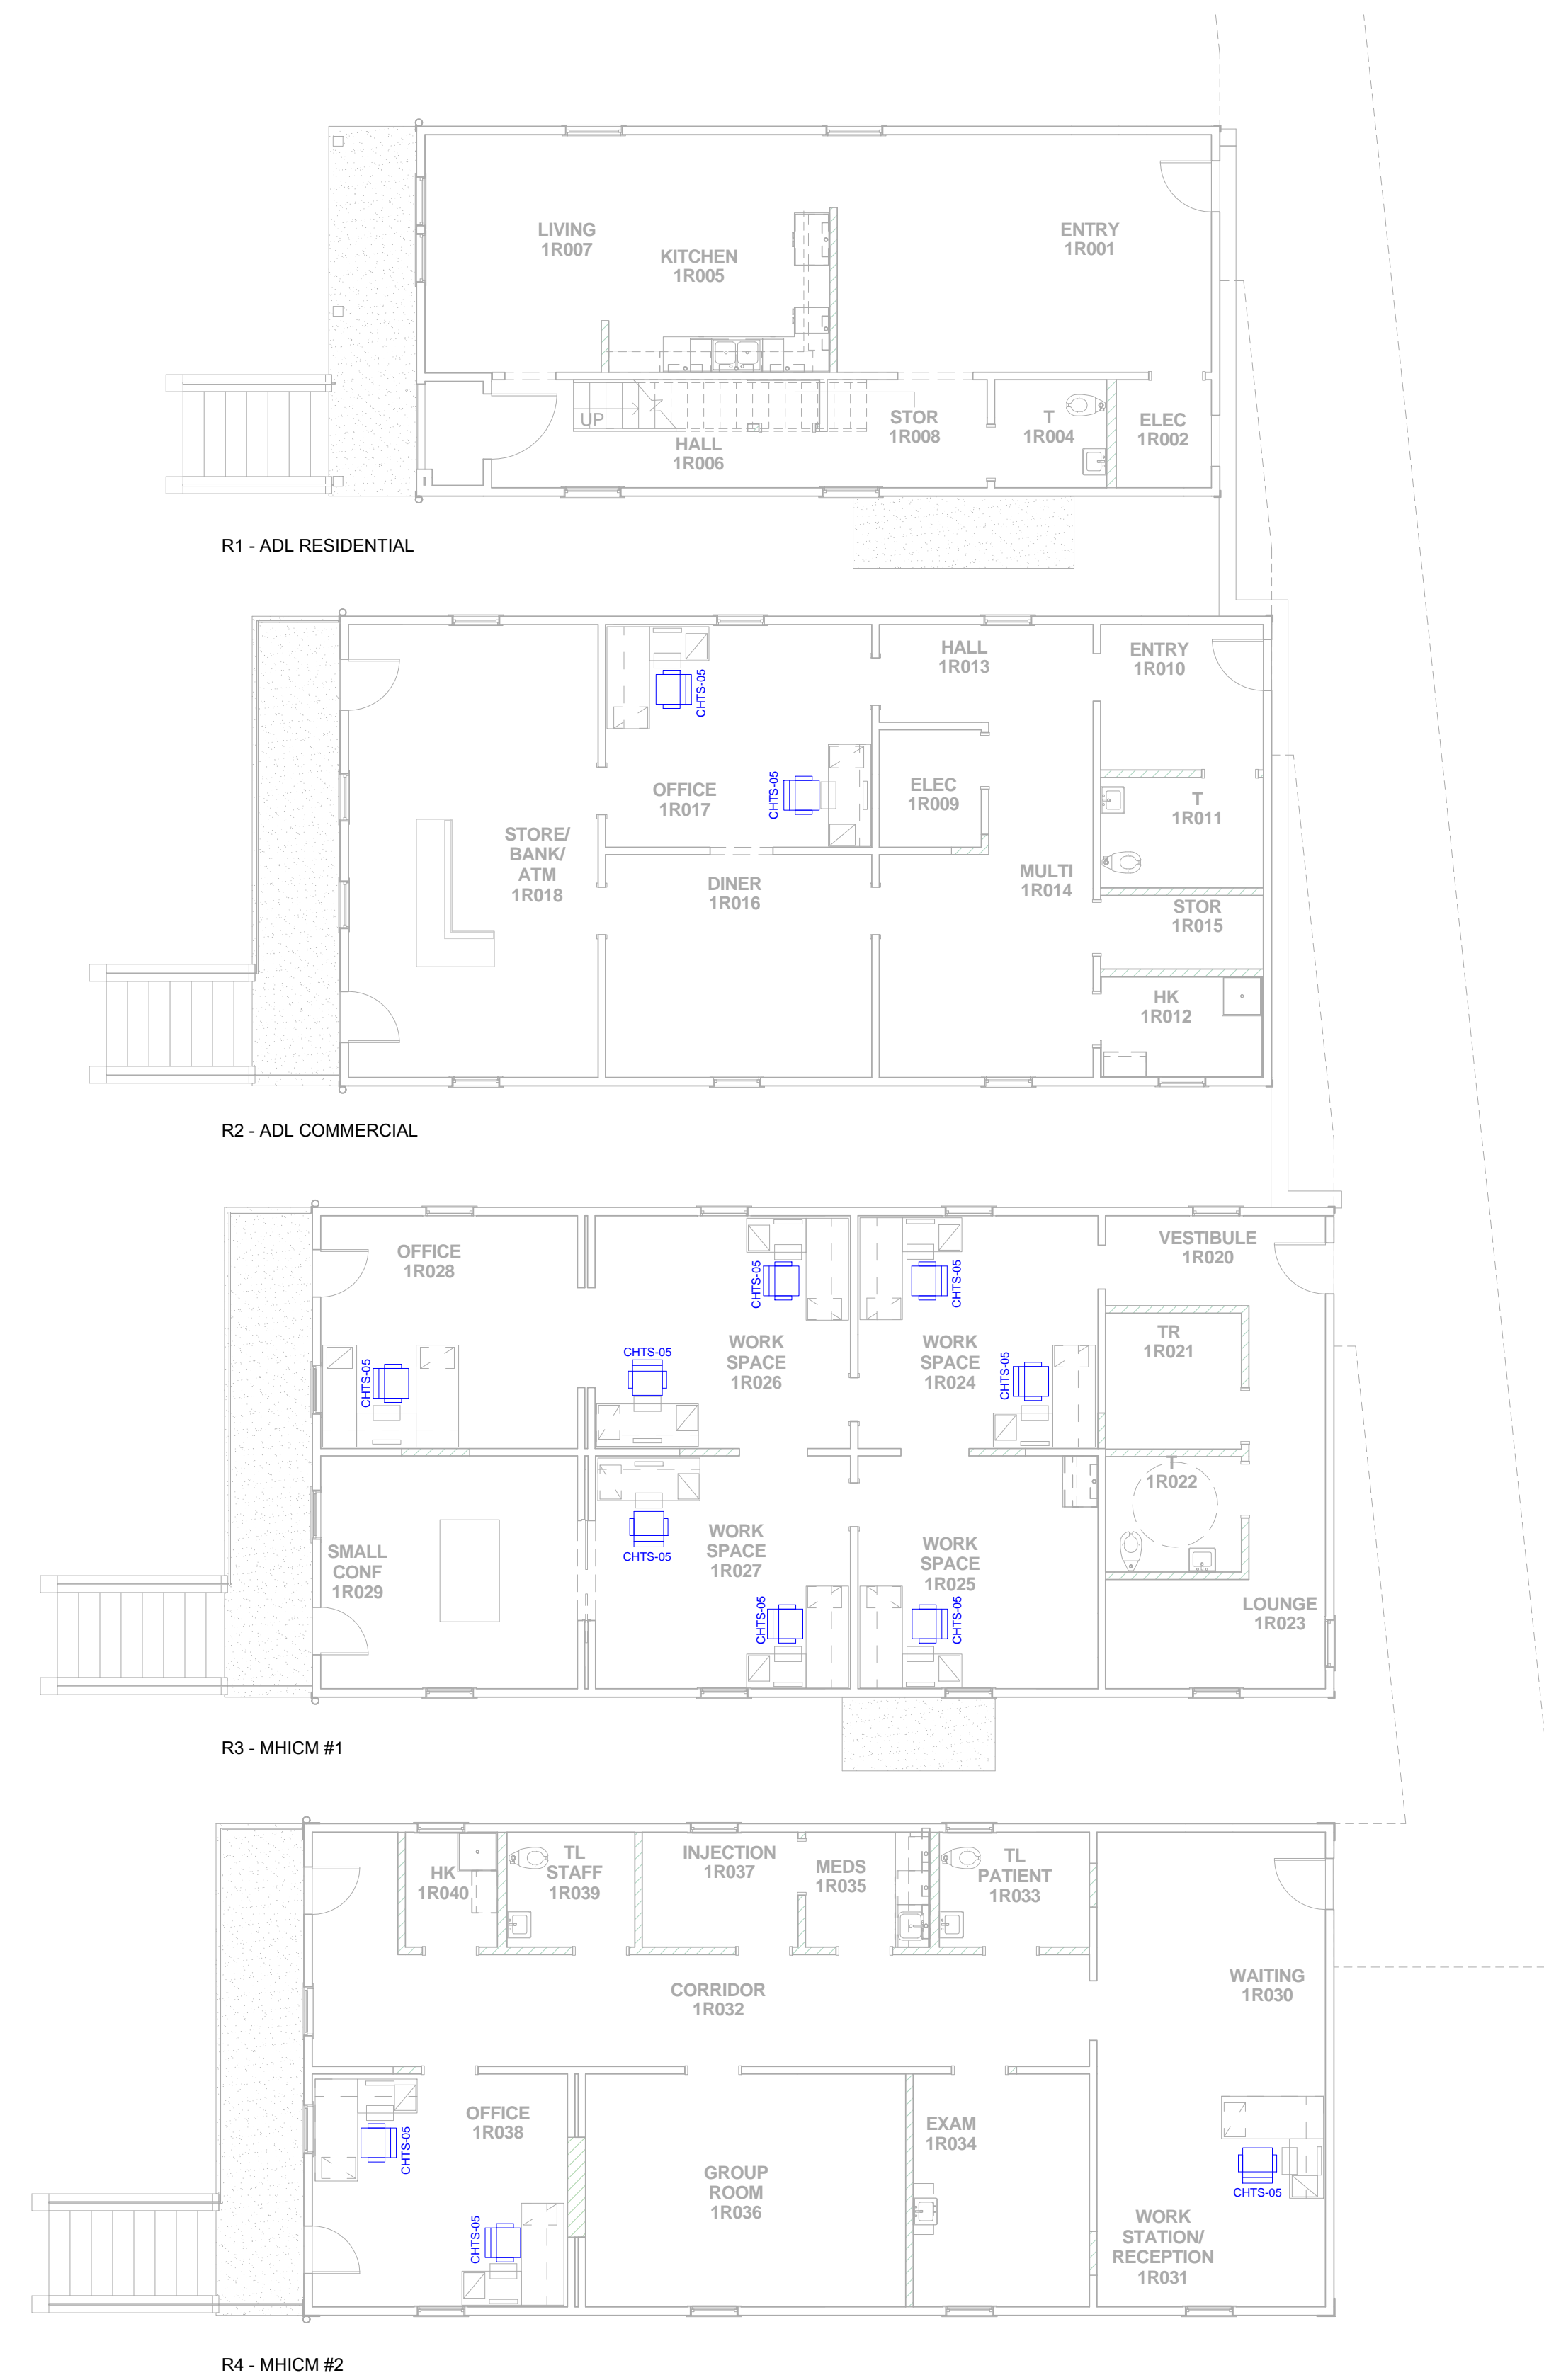 LIVING
1R007
KITCHEN
1R005
ENTRY
1R001
UP
HALL
1R006
STOR
1R008
T
1R004
ELEC
1R002
R1 - ADL RESIDENTIAL
HALL
1R013
ENTRY
1R010
CHTS-05
OFFICE
1R017
CHTS-05
ELEC
1R009
T
1R011
STORE/
BANK/
ATM
1R018
DINER
1R016
MULTI
1R014
STOR
1R015
HK
1R012
R2 - ADL COMMERCIAL
OFFICE
1R028
CHTS-05
CHTS-05
VESTIBULE
1R020
CHTS-05
CHTS-05
WORK
SPACE
1R026
WORK
SPACE
1R024
CHTS-05
TR
1R021
T
1R022
SMALL
CONF
1R029
CHTS-05
WORK
SPACE
1R027
CHTS-05
WORK
SPACE
1R025
CHTS-05
LOUNGE
1R023
R3 - MHICM #1
HK
1R040
TL
STAFF
1R039
INJECTION
1R037
MEDS
1R035
TL
PATIENT
1R033
CORRIDOR
1R032
WAITING
1R030
CHTS-05
OFFICE
1R038
CHTS-05
GROUP
ROOM
1R036
EXAM
1R034
CHTS-05
WORK
STATION/
RECEPTION
1R031
R4 - MHICM #2